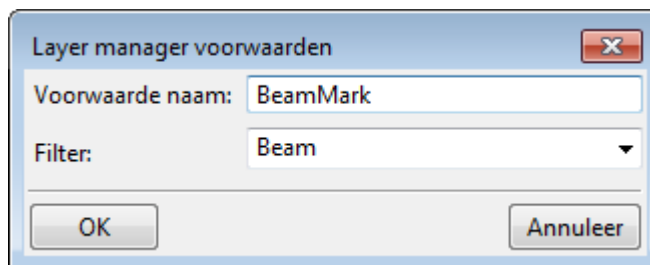 Layer manager voorwaarden
Voorwaarde naam: BeamMark
Filter: Beam
OK Annuleer